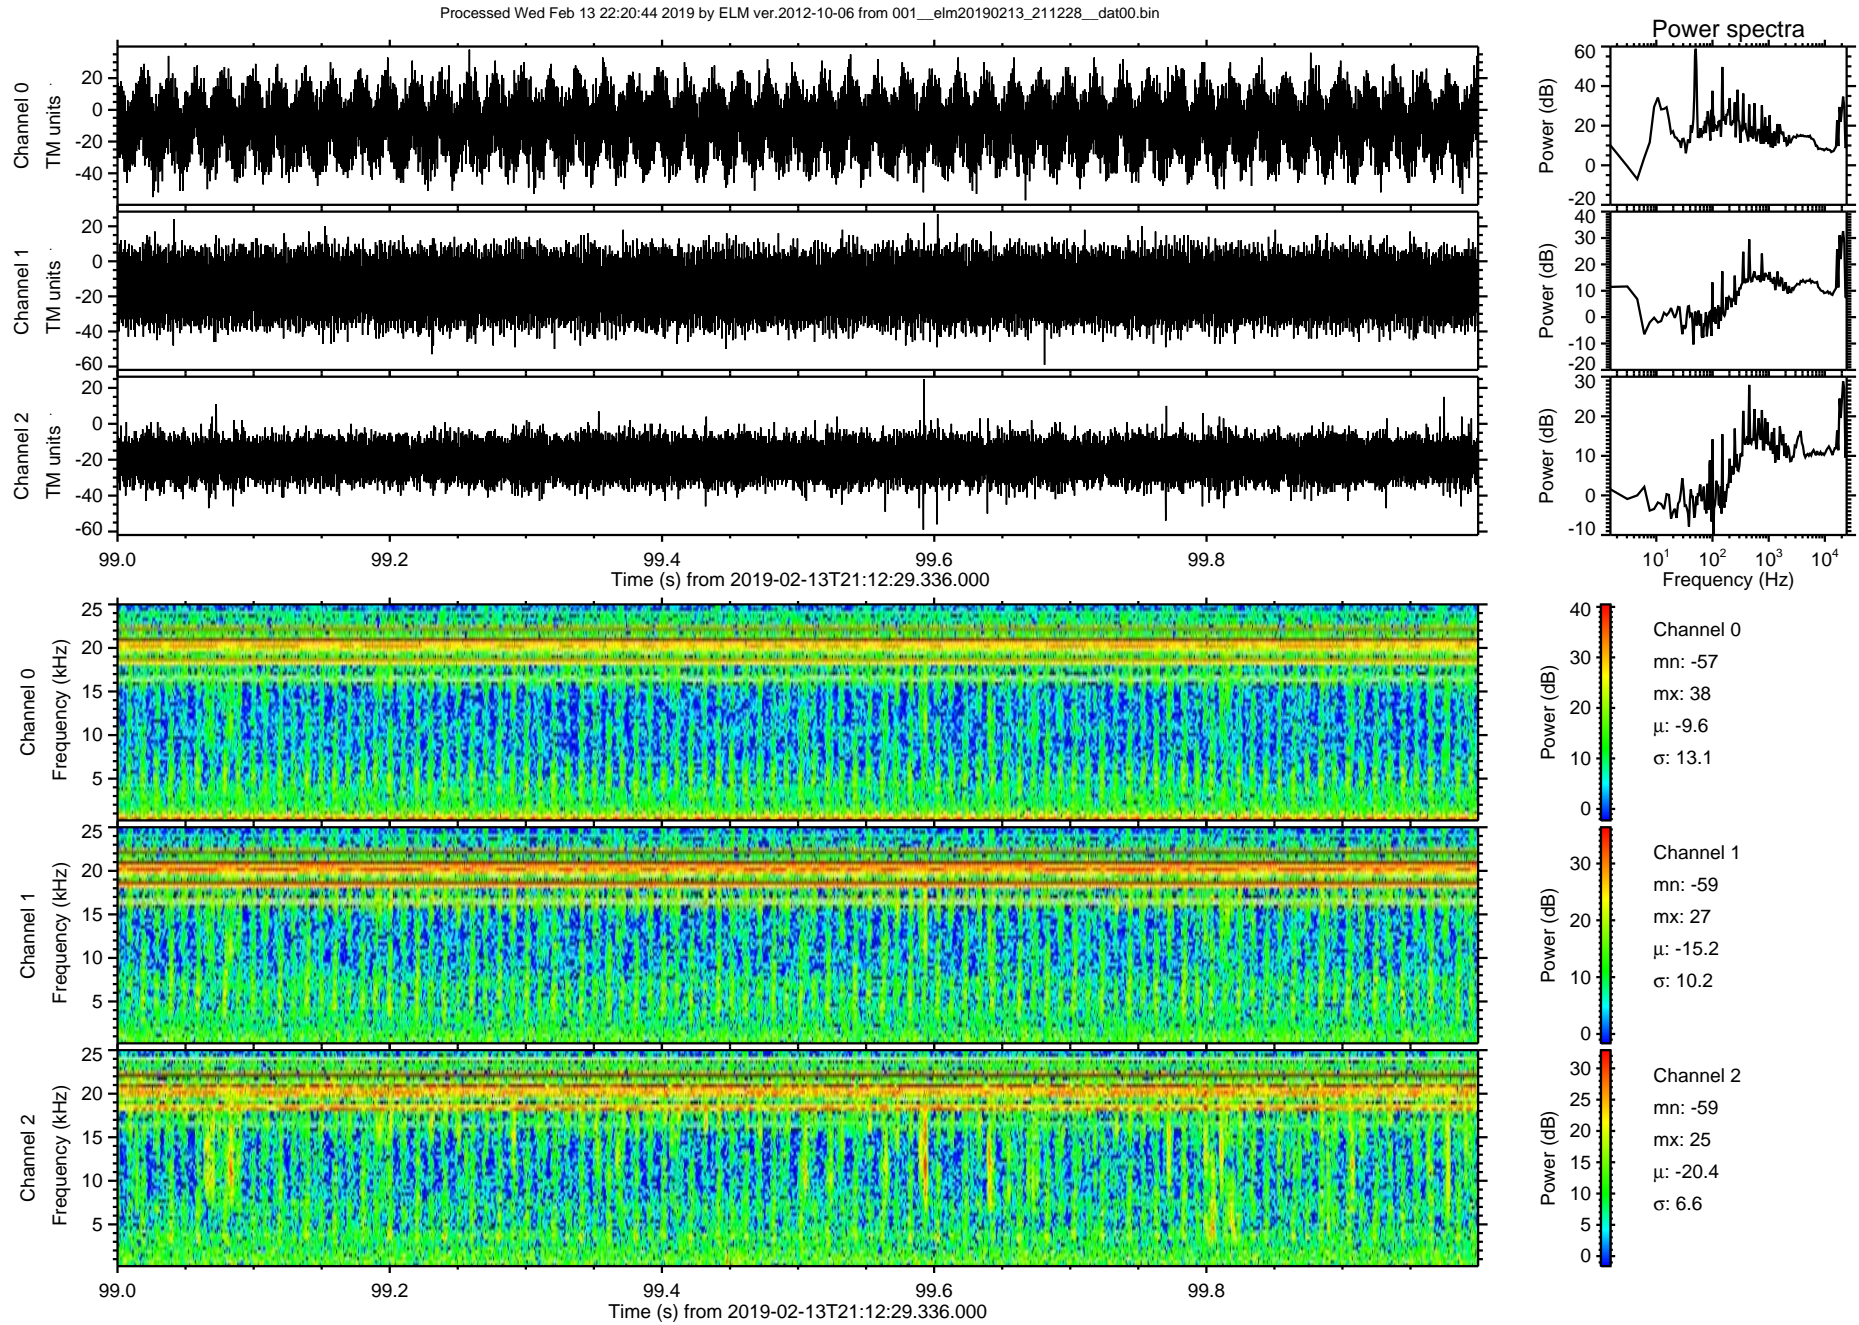 Processed Wed Feb 13 22:20:44 2019 by ELM ver.2012-10-06 from 001__elm20190213_211228__dat00.bin
Power spectra
Channel 0
TM units
20
0
-20
-40
Power (dB)
60
40
20
0
-20
Channel 1
TM units
20
0
-20
-40
-60
Power (dB)
40
30
20
10
0
-10
-20
Channel 2
TM units
20
0
-20
-40
-60
Power (dB)
30
20
10
0
-10
99.0 99.2 99.4 99.6 99.8
Time (s) from 2019-02-13T21:12:29.336.000
10¹ 10² 10³ 10⁴
Frequency (Hz)
Channel 0
Frequency (kHz)
25
20
15
10
5
Power (dB)
40
30
20
10
0
Channel 0
mn: -57
mx: 38
μ: -9.6
σ: 13.1
Channel 1
Frequency (kHz)
25
20
15
10
5
Power (dB)
30
20
10
0
Channel 1
mn: -59
mx: 27
μ: -15.2
σ: 10.2
Channel 2
Frequency (kHz)
25
20
15
10
5
Power (dB)
30
25
20
15
10
5
0
Channel 2
mn: -59
mx: 25
μ: -20.4
σ: 6.6
99.0 99.2 99.4 99.6 99.8
Time (s) from 2019-02-13T21:12:29.336.000